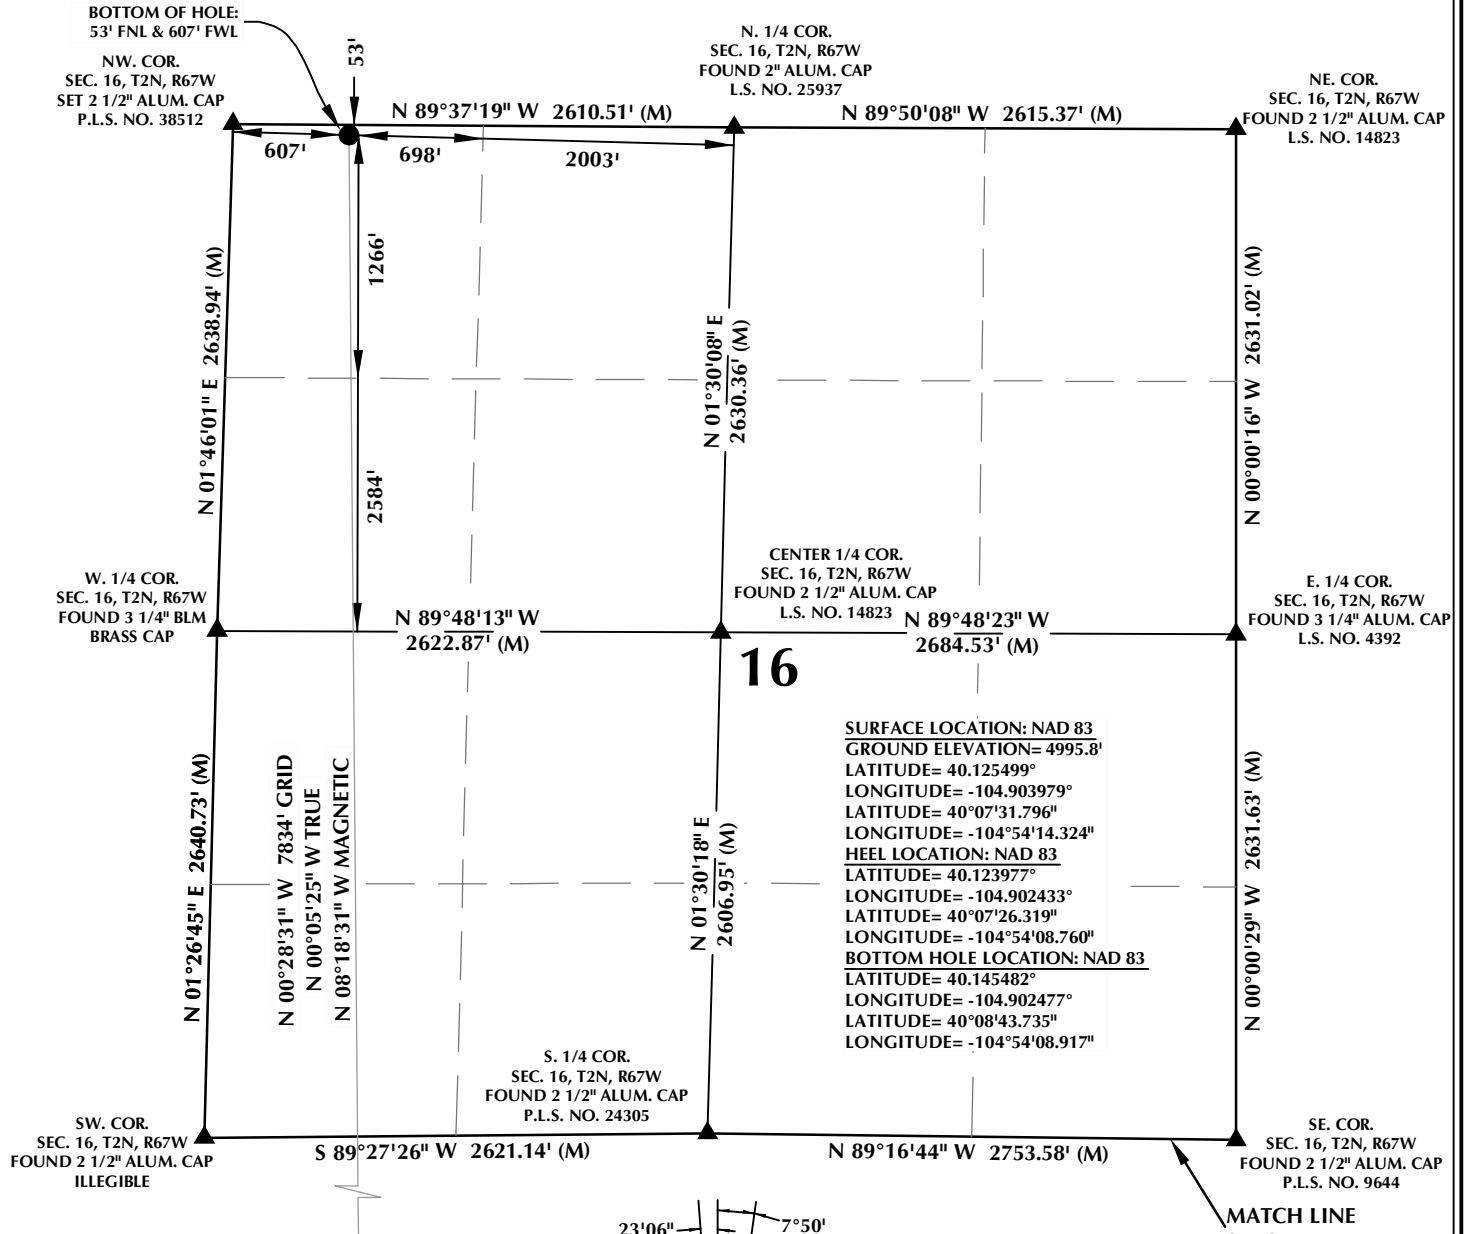 BOTTOM OF HOLE:
53' FNL & 607' FWL
NW. COR.
SEC. 16, T2N, R67W
SET 2 1/2" ALUM. CAP
P.L.S. NO. 38512
53'
N. 1/4 COR.
SEC. 16, T2N, R67W
FOUND 2" ALUM. CAP
L.S. NO. 25937
NE. COR.
SEC. 16, T2N, R67W
FOUND 2 1/2" ALUM. CAP
L.S. NO. 14823
N 89°37'19" W 2610.51' (M)
N 89°50'08" W 2615.37' (M)
607'
698'
2003'
1266'
2584'
N 01°46'01" E 2638.94' (M)
N 01°30'08" E
2630.36' (M)
N 00°00'16" W 2631.02' (M)
W. 1/4 COR.
SEC. 16, T2N, R67W
FOUND 3 1/4" BLM
BRASS CAP
CENTER 1/4 COR.
SEC. 16, T2N, R67W
FOUND 2 1/2" ALUM. CAP
L.S. NO. 14823
E. 1/4 COR.
SEC. 16, T2N, R67W
FOUND 3 1/4" ALUM. CAP
L.S. NO. 4392
N 89°48'13" W
2622.87' (M)
N 89°48'23" W
2684.53' (M)
16
SURFACE LOCATION: NAD 83
GROUND ELEVATION= 4995.8'
LATITUDE= 40.125499°
LONGITUDE= -104.903979°
LATITUDE= 40°07'31.796"
LONGITUDE= -104°54'14.324"
HEEL LOCATION: NAD 83
LATITUDE= 40.123977°
LONGITUDE= -104.902433°
LATITUDE= 40°07'26.319"
LONGITUDE= -104°54'08.760"
BOTTOM HOLE LOCATION: NAD 83
LATITUDE= 40.145482°
LONGITUDE= -104.902477°
LATITUDE= 40°08'43.735"
LONGITUDE= -104°54'08.917"
N 01°26'45" E 2640.73' (M)
N 00°28'31" W 7834' GRID
N 00°05'25" W TRUE
N 08°18'31" W MAGNETIC
N 01°30'18" E
2606.95' (M)
N 00°00'29" W 2631.63' (M)
S. 1/4 COR.
SEC. 16, T2N, R67W
FOUND 2 1/2" ALUM. CAP
P.L.S. NO. 24305
SW. COR.
SEC. 16, T2N, R67W
FOUND 2 1/2" ALUM. CAP
ILLEGIBLE
SE. COR.
SEC. 16, T2N, R67W
FOUND 2 1/2" ALUM. CAP
P.L.S. NO. 9644
S 89°27'26" W 2621.14' (M)
N 89°16'44" W 2753.58' (M)
MATCH LINE
23'06"
7°50'